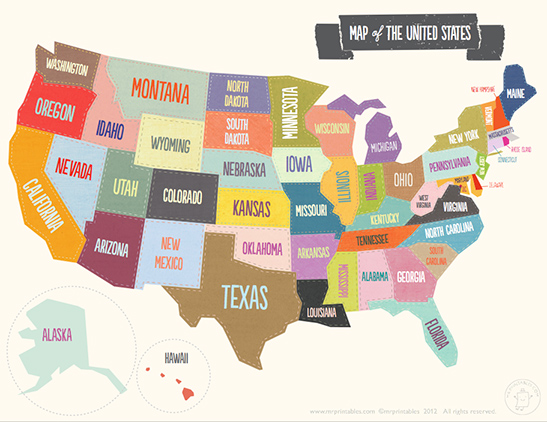 MAP of THE UNITED STATES
WASHINGTON
OREGON
CALIFORNIA
NEVADA
IDAHO
MONTANA
WYOMING
UTAH
COLORADO
ARIZONA
NEW
MEXICO
NORTH
DAKOTA
SOUTH
DAKOTA
NEBRASKA
KANSAS
OKLAHOMA
TEXAS
MINNESOTA
IOWA
MISSOURI
ARKANSAS
LOUISIANA
WISCONSIN
ILLINOIS
MICHIGAN
INDIANA
OHIO
KENTUCKY
TENNESSEE
MISSISSIPPI
ALABAMA
GEORGIA
FLORIDA
SOUTH
CAROLINA
NORTH CAROLINA
VIRGINIA
WEST
VIRGINIA
PENNSYLVANIA
NEW YORK
NEW JERSEY
MARYLAND
DELAWARE
CONNECTICUT
RHODE ISLAND
MASSACHUSETTS
VERMONT
MAINE
ALASKA
HAWAII
www.mrprintables.com ©mrprintables 2012 All rights reserved.